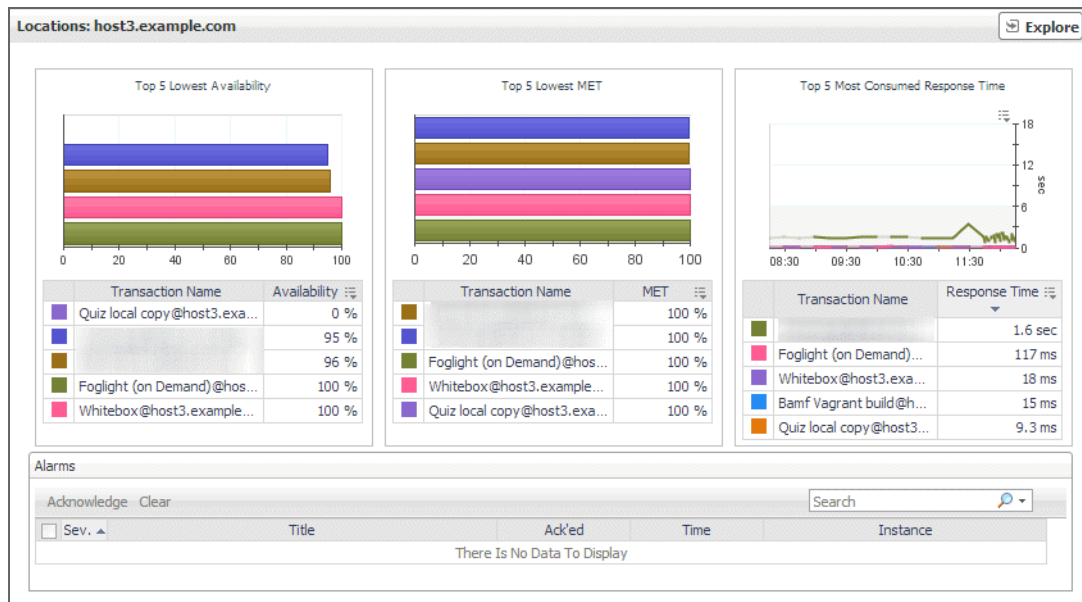 Locations: host3.example.com
Explore
Top 5 Lowest Availability
0 20 40 60 80 100
Transaction Name Availability
Quiz local copy@host3.exa... 0 %
95 %
96 %
Foglight (on Demand)@hos... 100 %
Whitebox@host3.example... 100 %
Top 5 Lowest MET
0 20 40 60 80 100
Transaction Name MET
100 %
100 %
Foglight (on Demand)@hos... 100 %
Whitebox@host3.example... 100 %
Quiz local copy@host3.exa... 100 %
Top 5 Most Consumed Response Time
18
12
6
0
sec
08:30 09:30 10:30 11:30
Transaction Name Response Time
1.6 sec
Foglight (on Demand)... 117 ms
Whitebox@host3.exa... 18 ms
Bamf Vagrant build@h... 15 ms
Quiz local copy@host3... 9.3 ms
Alarms
Acknowledge Clear
Search
Sev. Title Ack'ed Time Instance
There Is No Data To Display